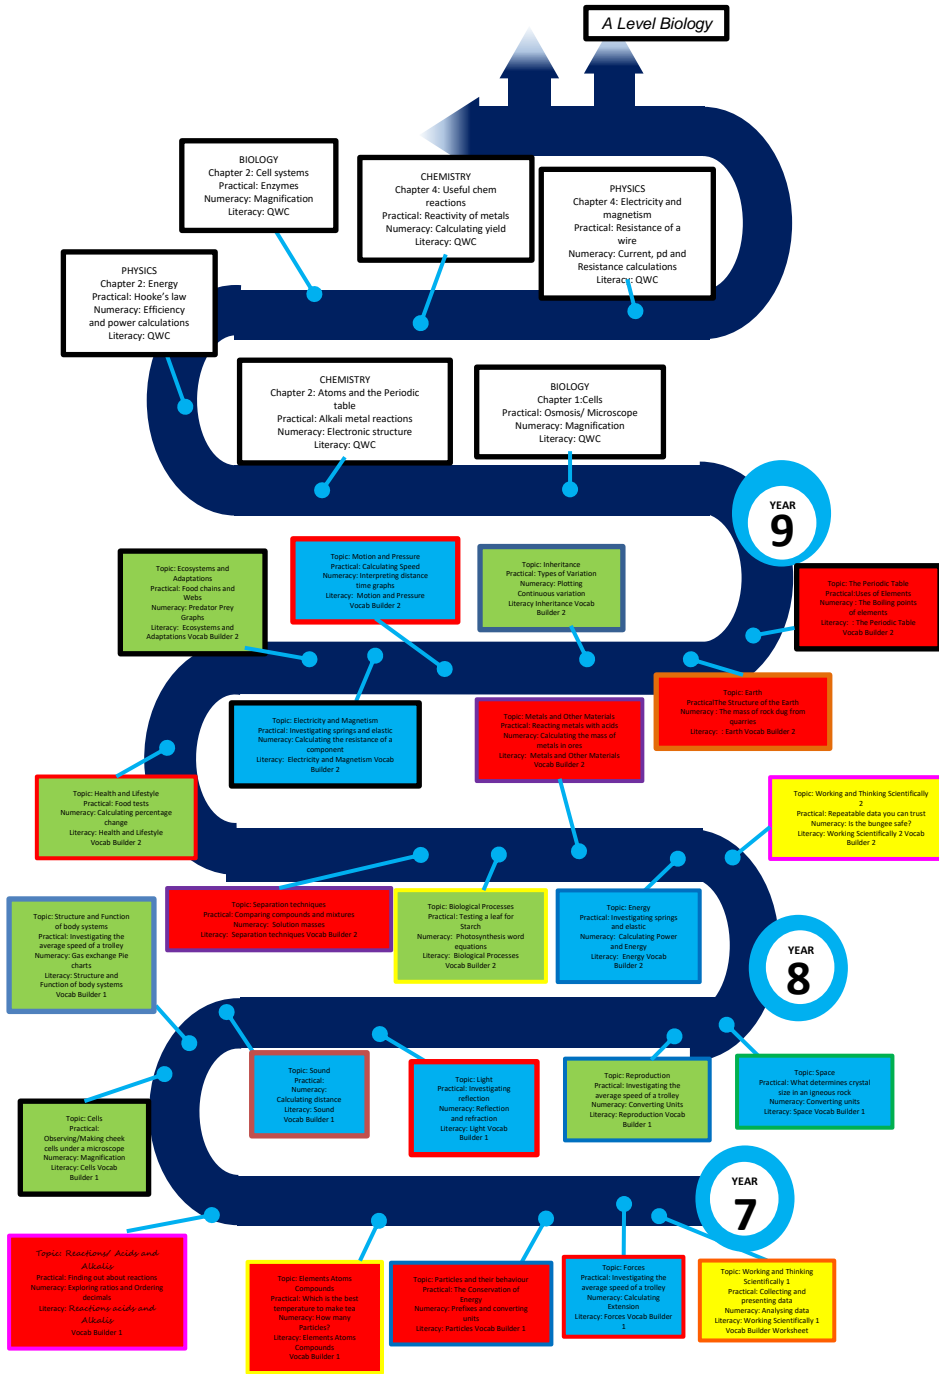 A Level Biology
BIOLOGY
Chapter 2: Cell systems
Practical: Enzymes
Numeracy: Magnification
Literacy: QWC
CHEMISTRY
Chapter 4: Useful chem
reactions
Practical: Reactivity of metals
Numeracy: Calculating yield
Literacy: QWC
PHYSICS
Chapter 4: Electricity and
magnetism
Practical: Resistance of a
wire
Numeracy: Current, pd and
Resistance calculations
Literacy: QWC
PHYSICS
Chapter 2: Energy
Practical: Hooke's law
Numeracy: Efficiency
and power calculations
Literacy: QWC
CHEMISTRY
Chapter 2: Atoms and the Periodic
table
Practical: Alkali metal reactions
Numeracy: Electronic structure
Literacy: QWC
BIOLOGY
Chapter 1:Cells
Practical: Osmosis/ Microscope
Numeracy: Magnification
Literacy: QWC
YEAR
9
Topic: Ecosystems and
Adaptations
Practical: Food chains and
Webs
Numeracy: Predator Prey
Graphs
Literacy: Ecosystems and
Adaptations Vocab Builder 2
Topic: Motion and Pressure
Practical: Calculating Speed
Numeracy: Interpreting distance
time graphs
Literacy: Motion and Pressure
Vocab Builder 2
Topic: Inheritance
Practical: Types of Variation
Numeracy: Plotting
Continuous variation
Literacy Inheritance Vocab
Builder 2
Topic: The Periodic Table
Practical:Uses of Elements
Numeracy : The Boiling points
of elements
Literacy: : The Periodic Table
Vocab Builder 2
Topic: Electricity and Magnetism
Practical: Investigating springs and elastic
Numeracy: Calculating the resistance of a
component
Literacy: Electricity and Magnetism Vocab
Builder 2
Topic: Metals and Other Materials
Practical: Reacting metals with acids
Numeracy: Calculating the mass of
metals in ores
Literacy: Metals and Other Materials
Vocab Builder 2
Topic: Earth
PracticalThe Structure of the Earth
Numeracy : The mass of rock dug from
quarries
Literacy: : Earth Vocab Builder 2
Topic: Health and Lifestyle
Practical: Food tests
Numeracy: Calculating percentage
change
Literacy: Health and Lifestyle
Vocab Builder 2
Topic: Working and Thinking Scientifically
2
Practical: Repeatable data you can trust
Numeracy: Is the bungee safe?
Literacy: Working Scientifically 2 Vocab
Builder 2
Topic: Separation techniques
Practical: Comparing compounds and mixtures
Numeracy: Solution masses
Literacy: Separation techniques Vocab Builder 2
Topic: Biological Processes
Practical: Testing a leaf for
Starch
Numeracy: Photosynthesis word
equations
Literacy: Biological Processes
Vocab Builder 2
Topic: Energy
Practical: Investigating springs
and elastic
Numeracy: Calculating Power
and Energy
Literacy: Energy Vocab
Builder 2
Topic: Structure and Function
of body systems
Practical: Investigating the
average speed of a trolley
Numeracy: Gas exchange Pie
charts
Literacy: Structure and
Function of body systems
Vocab Builder 1
YEAR
8
Topic: Sound
Practical:
Numeracy:
Calculating distance
Literacy: Sound
Vocab Builder 1
Topic: Light
Practical: Investigating
reflection
Numeracy: Reflection
and refraction
Literacy: Light Vocab
Builder 1
Topic: Reproduction
Practical: Investigating the
average speed of a trolley
Numeracy: Converting Units
Literacy: Reproduction Vocab
Builder 1
Topic: Space
Practical: What determines crystal
size in an igneous rock
Numeracy: Converting units
Literacy: Space Vocab Builder 1
Topic: Cells
Practical:
Observing/Making cheek
cells under a microscope
Numeracy: Magnification
Literacy: Cells Vocab
Builder 1
YEAR
7
Topic: Reactions/ Acids and
Alkalis
Practical: Finding out about reactions
Numeracy: Exploring ratios and Ordering
decimals
Literacy: Reactions acids and
Alkalis
Vocab Builder 1
Topic: Elements Atoms
Compounds
Practical: Which is the best
temperature to make tea
Numeracy: How many
Particles?
Literacy: Elements Atoms
Compounds
Vocab Builder 1
Topic: Particles and their behaviour
Practical: The Conservation of
Energy
Numeracy: Prefixes and converting
units
Literacy: Particles Vocab Builder 1
Topic: Forces
Practical: Investigating the
average speed of a trolley
Numeracy: Calculating
Extension
Literacy: Forces Vocab Builder
1
Topic: Working and Thinking
Scientifically 1
Practical: Collecting and
presenting data
Numeracy: Analysing data
Literacy: Working Scientifically 1
Vocab Builder Worksheet